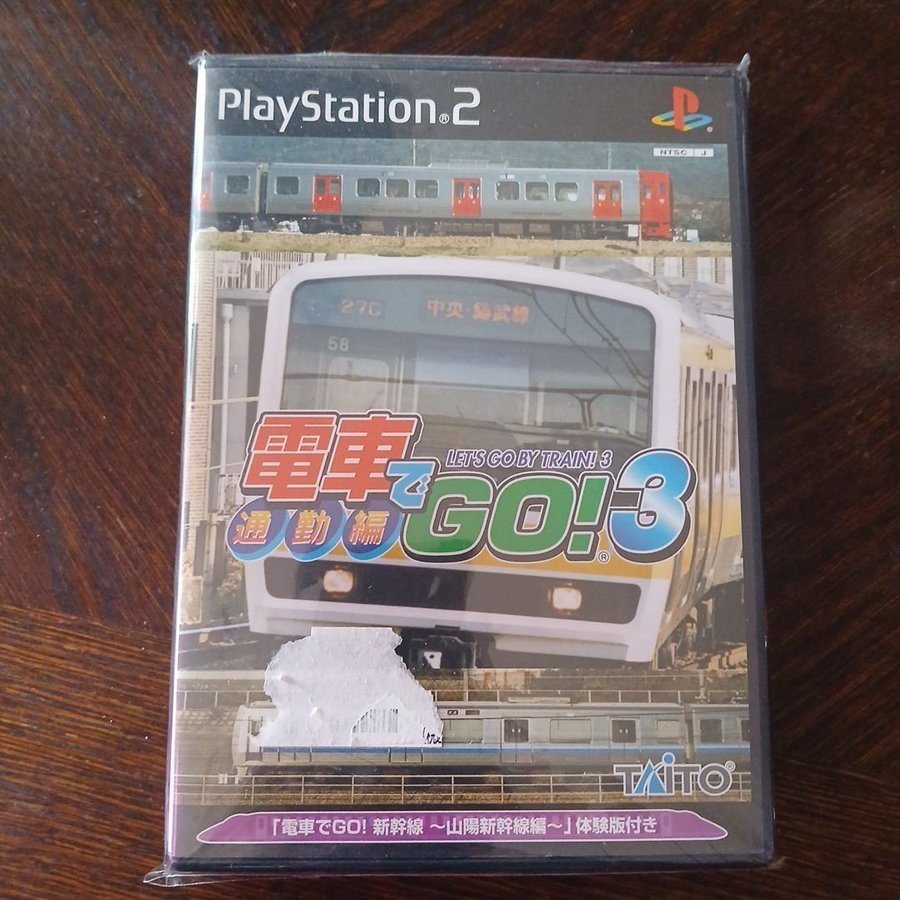 PlayStation®2
NTSC J
27C 中央・総武線
58
電車でGO!3
LET'S GO BY TRAIN! 3
通勤編
®
TAITO®
「電車でGO! 新幹線 ～山陽新幹線編～」体験版付き